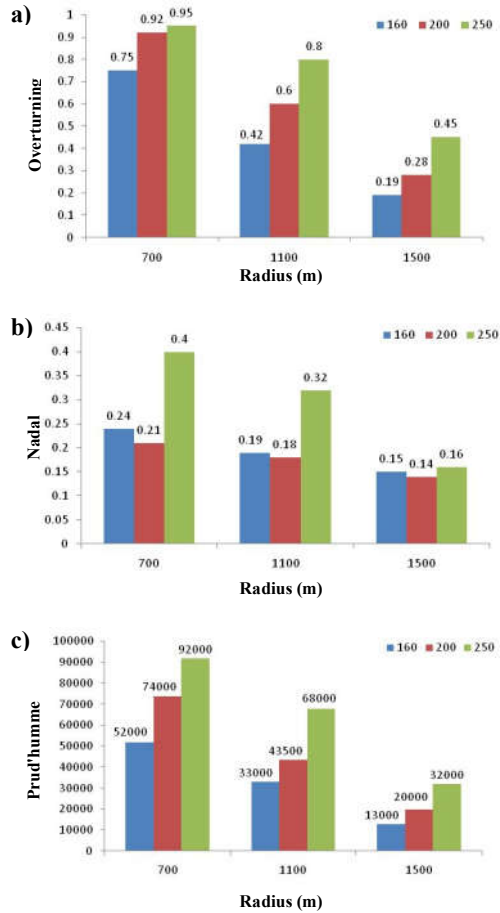 a)
1
0.9
0.8
0.7
0.6
0.5
0.4
0.3
0.2
0.1
0
Overturning
160 200 250
0.75 0.92 0.95
0.42 0.6 0.8
0.19 0.28 0.45
700 1100 1500
Radius (m)
b)
0.45
0.4
0.35
0.3
0.25
0.2
0.15
0.1
0.05
0
Nadal
160 200 250
0.24 0.21 0.4
0.19 0.18 0.32
0.15 0.14 0.16
700 1100 1500
Radius (m)
c)
100000
90000
80000
70000
60000
50000
40000
30000
20000
10000
0
Prud'humme
160 200 250
52000 74000 92000
33000 43500 68000
13000 20000 32000
700 1100 1500
Radius (m)